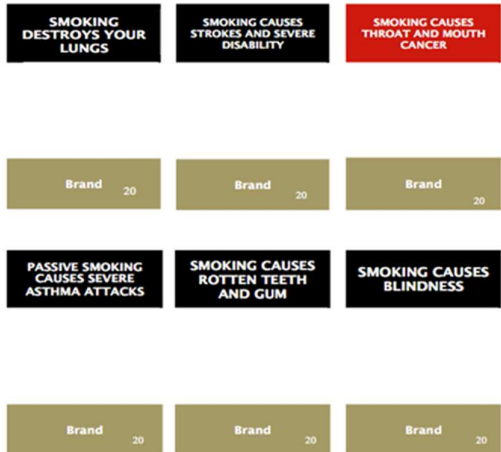 SMOKING
DESTROYS YOUR
LUNGS
SMOKING CAUSES
STROKES AND SEVERE
DISABILITY
SMOKING CAUSES
THROAT AND MOUTH
CANCER
Brand 20
Brand 20
Brand 20
PASSIVE SMOKING
CAUSES SEVERE
ASTHMA ATTACKS
SMOKING CAUSES
ROTTEN TEETH
AND GUM
SMOKING CAUSES
BLINDNESS
Brand 20
Brand 20
Brand 20